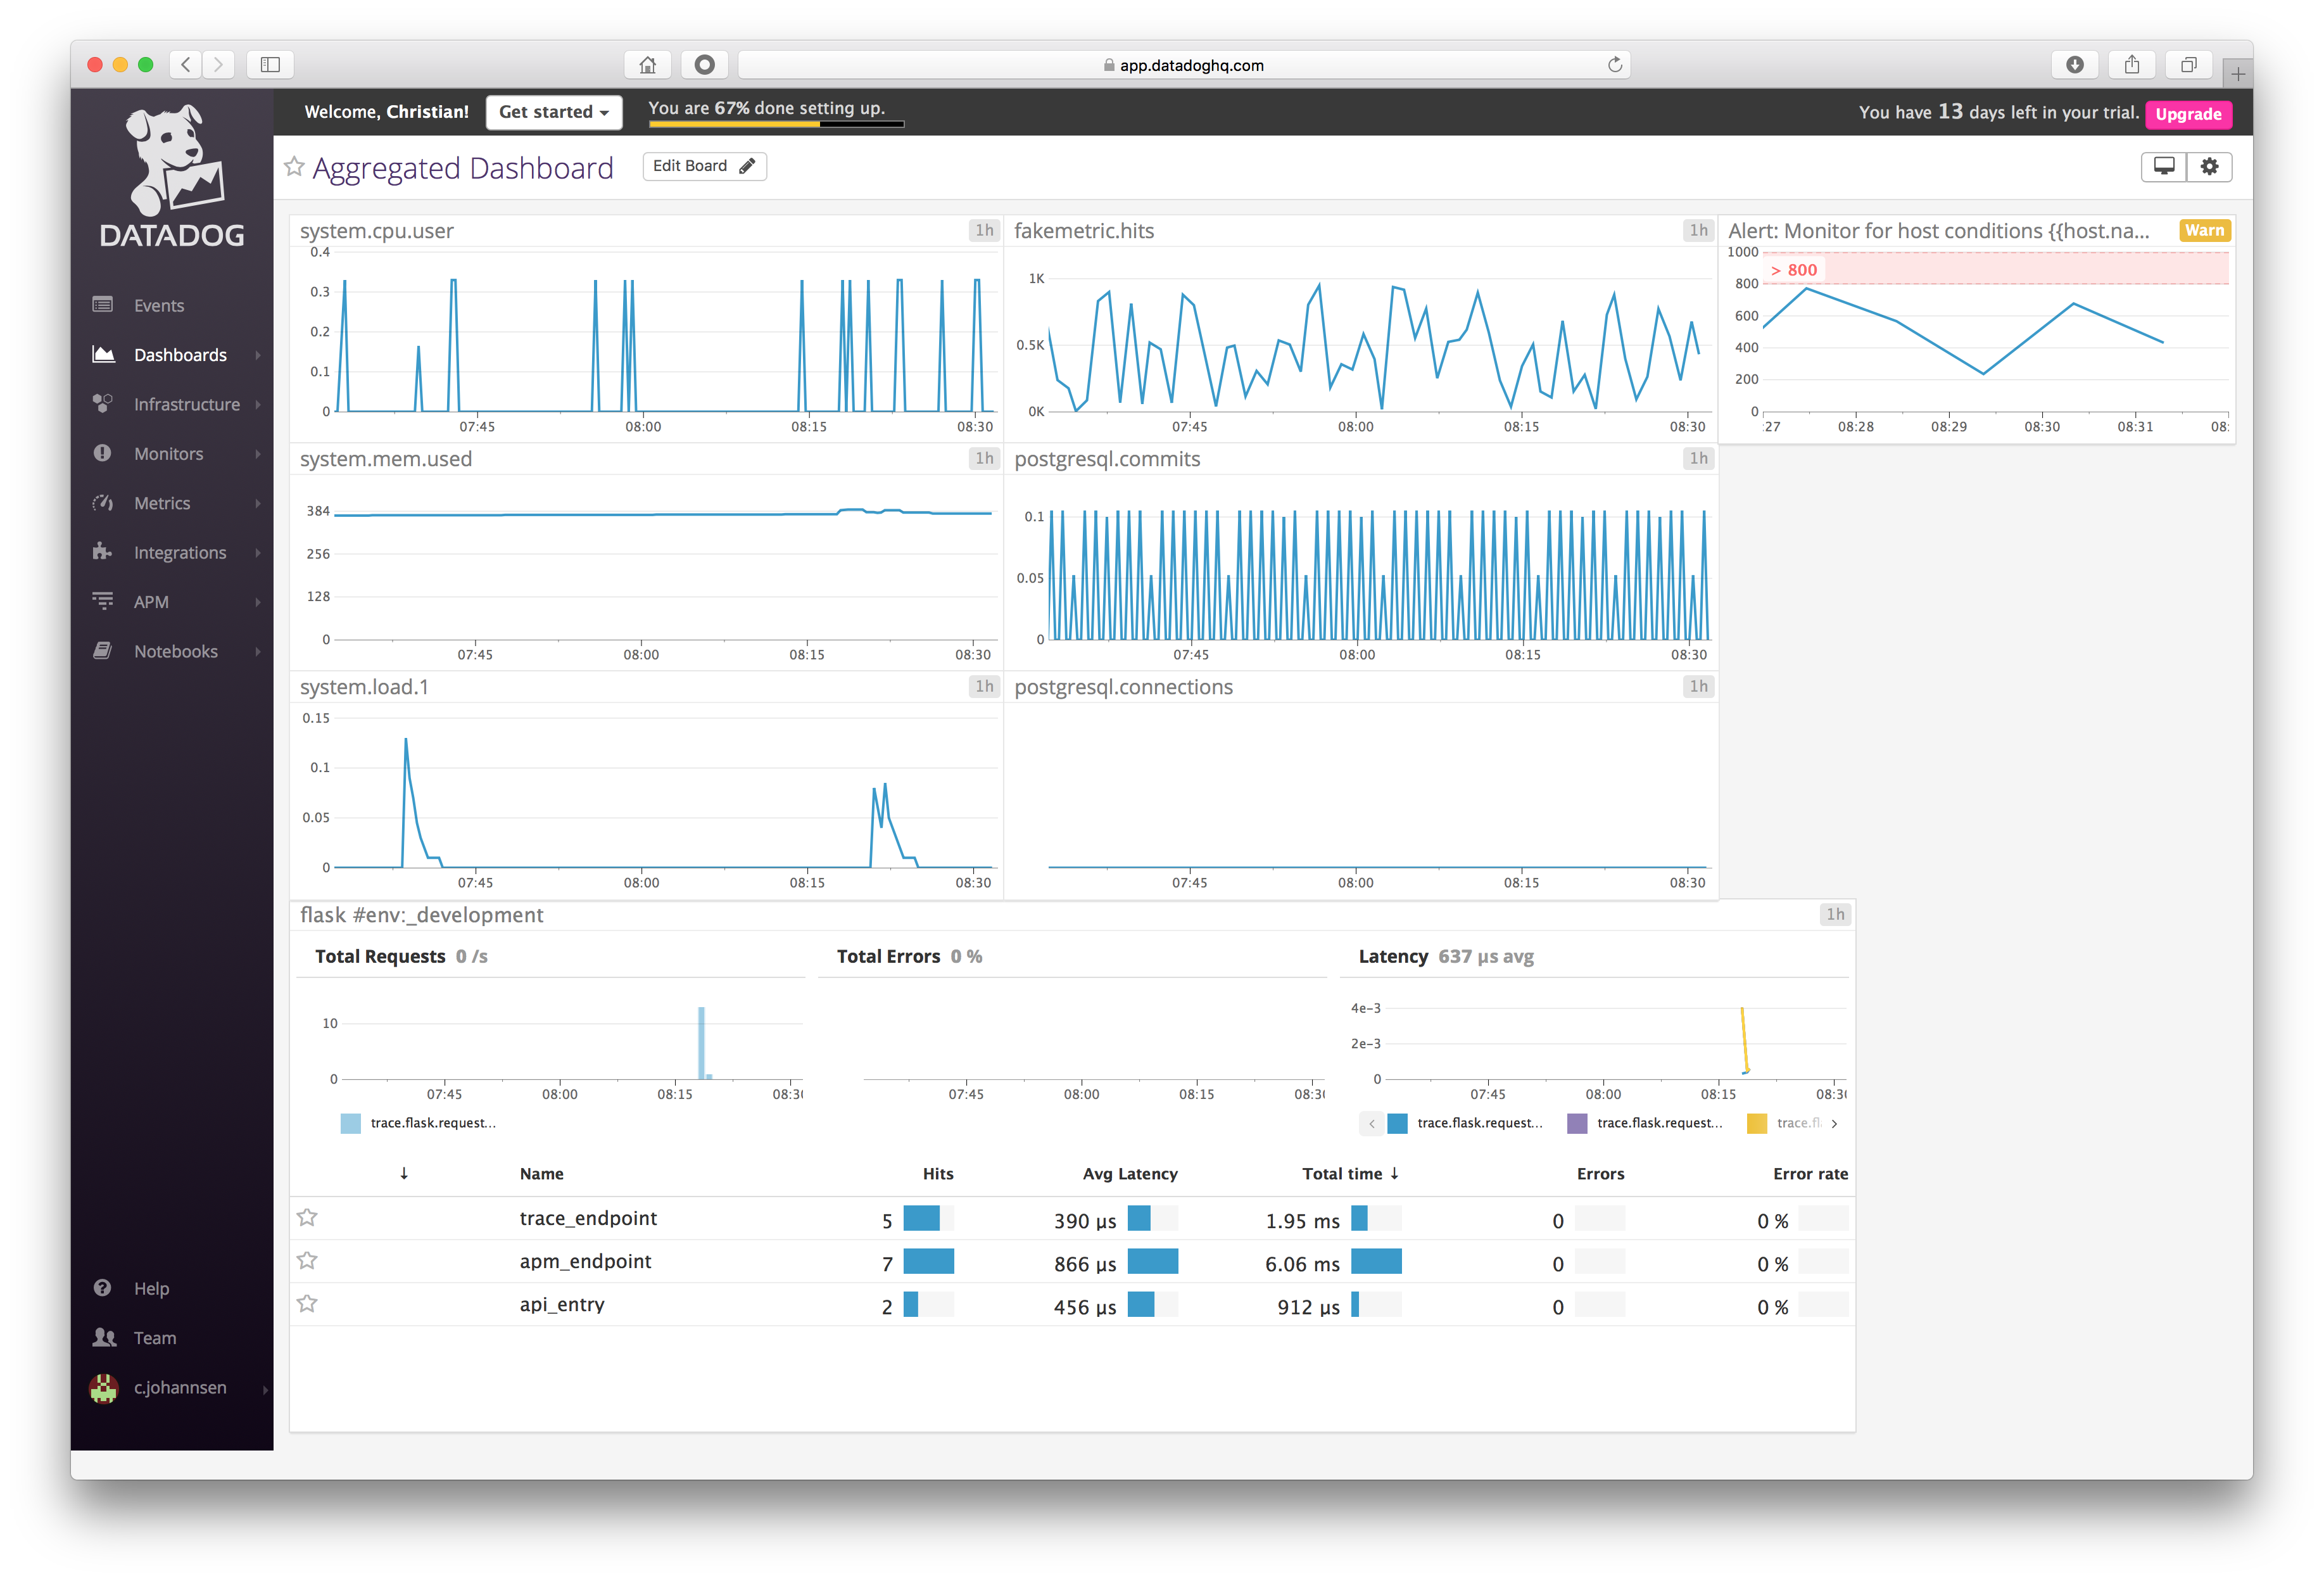 app.datadoghq.com
DATADOG
Welcome, Christian!
Get started
You are 67% done setting up.
You have 13 days left in your trial.
Upgrade
Events
Dashboards
Infrastructure
Monitors
Metrics
Integrations
APM
Notebooks
Help
Team
c.johannsen
Aggregated Dashboard
Edit Board
system.cpu.user
1h
0.4
0.3
0.2
0.1
0
07:45 08:00 08:15 08:30
fakemetric.hits
1h
1K
0.5K
0K
07:45 08:00 08:15 08:30
Alert: Monitor for host conditions {{host.na...
Warn
> 800
1000
800
600
400
200
0
:27 08:28 08:29 08:30 08:31 08:
system.mem.used
1h
384
256
128
0
07:45 08:00 08:15 08:30
postgresql.commits
1h
0.1
0.05
0
07:45 08:00 08:15 08:30
system.load.1
1h
0.15
0.1
0.05
0
07:45 08:00 08:15 08:30
postgresql.connections
1h
07:45 08:00 08:15 08:30
flask #env:_development
1h
Total Requests 0 /s
10
0
07:45 08:00 08:15 08:3
trace.flask.request...
Total Errors 0 %
07:45 08:00 08:15 08:3
Latency 637 µs avg
4e-3
2e-3
0
07:45 08:00 08:15 08:3
trace.flask.request... trace.flask.request... trace.fl
↓ Name Hits Avg Latency Total time ↓ Errors Error rate
trace_endpoint 5 390 µs 1.95 ms 0 0 %
apm_endpoint 7 866 µs 6.06 ms 0 0 %
api_entry 2 456 µs 912 µs 0 0 %